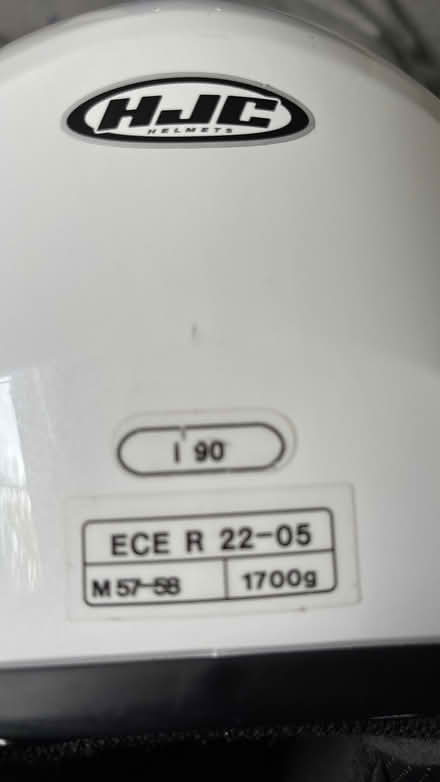 HJC
HELMETS
I 90
ECE R 22-05
M 57-58
1700g